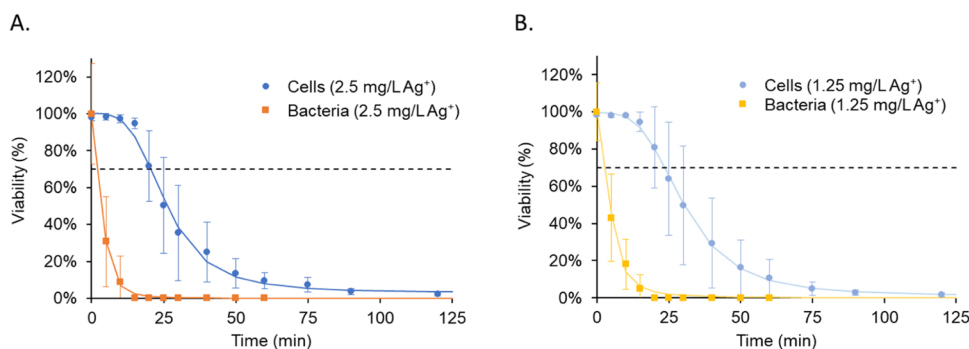 A.
120%
100%
80%
60%
40%
20%
0%
Viability (%)
Cells (2.5 mg/L Ag⁺)
Bacteria (2.5 mg/L Ag⁺)
0 25 50 75 100 125
Time (min)
B.
120%
100%
80%
60%
40%
20%
0%
Viability (%)
Cells (1.25 mg/L Ag⁺)
Bacteria (1.25 mg/L Ag⁺)
0 25 50 75 100 125
Time (min)